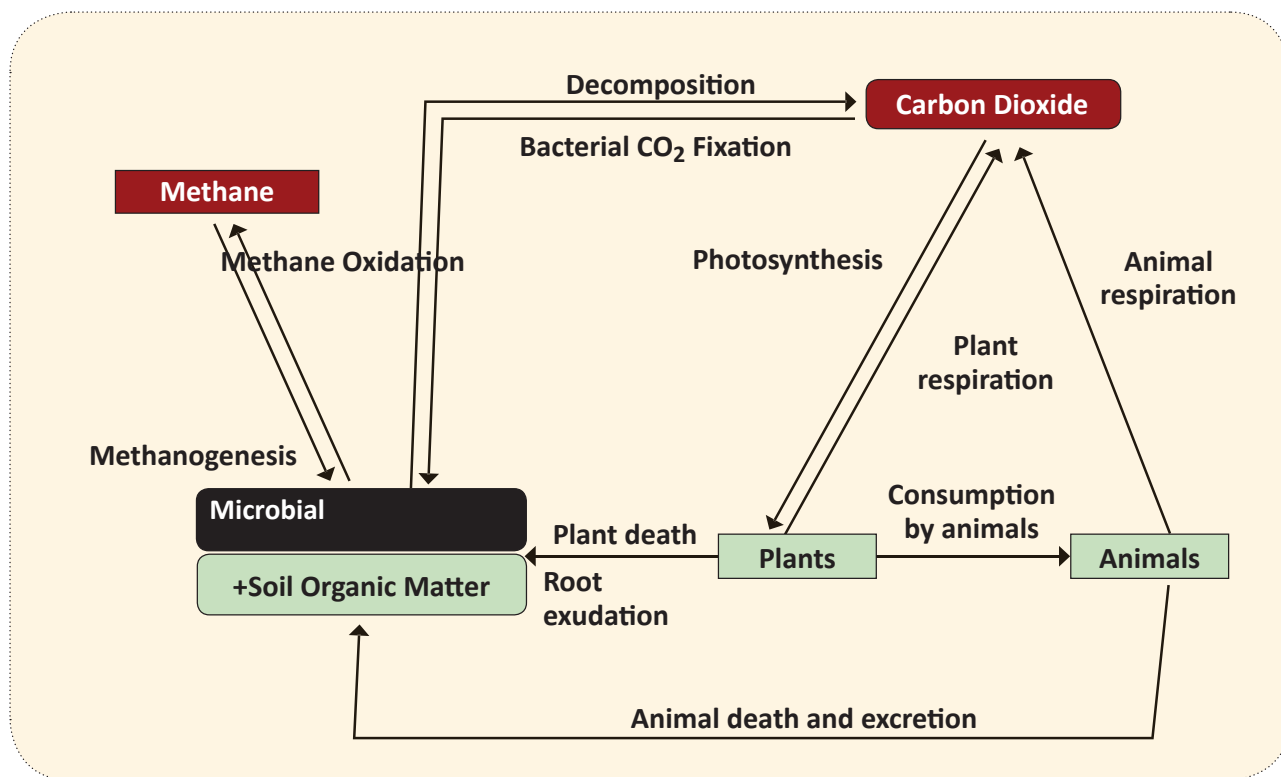 Decomposition
Carbon Dioxide
Bacterial CO₂ Fixation
Methane
Methane Oxidation
Photosynthesis
Animal
respiration
Plant
respiration
Methanogenesis
Microbial
Consumption
by animals
Plant death
Plants
Animals
+Soil Organic Matter
Root
exudation
Animal death and excretion